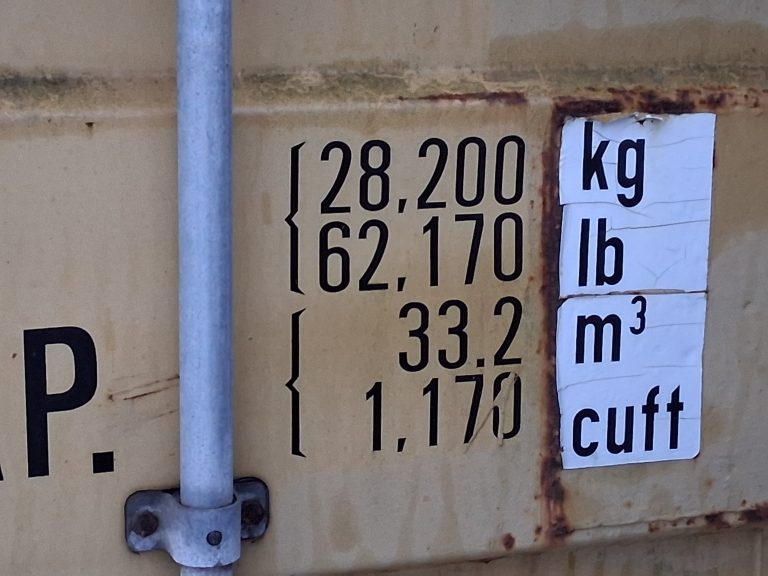 28,200 kg
62,170 lb
33.2 m³
AP. 1,170 cuft